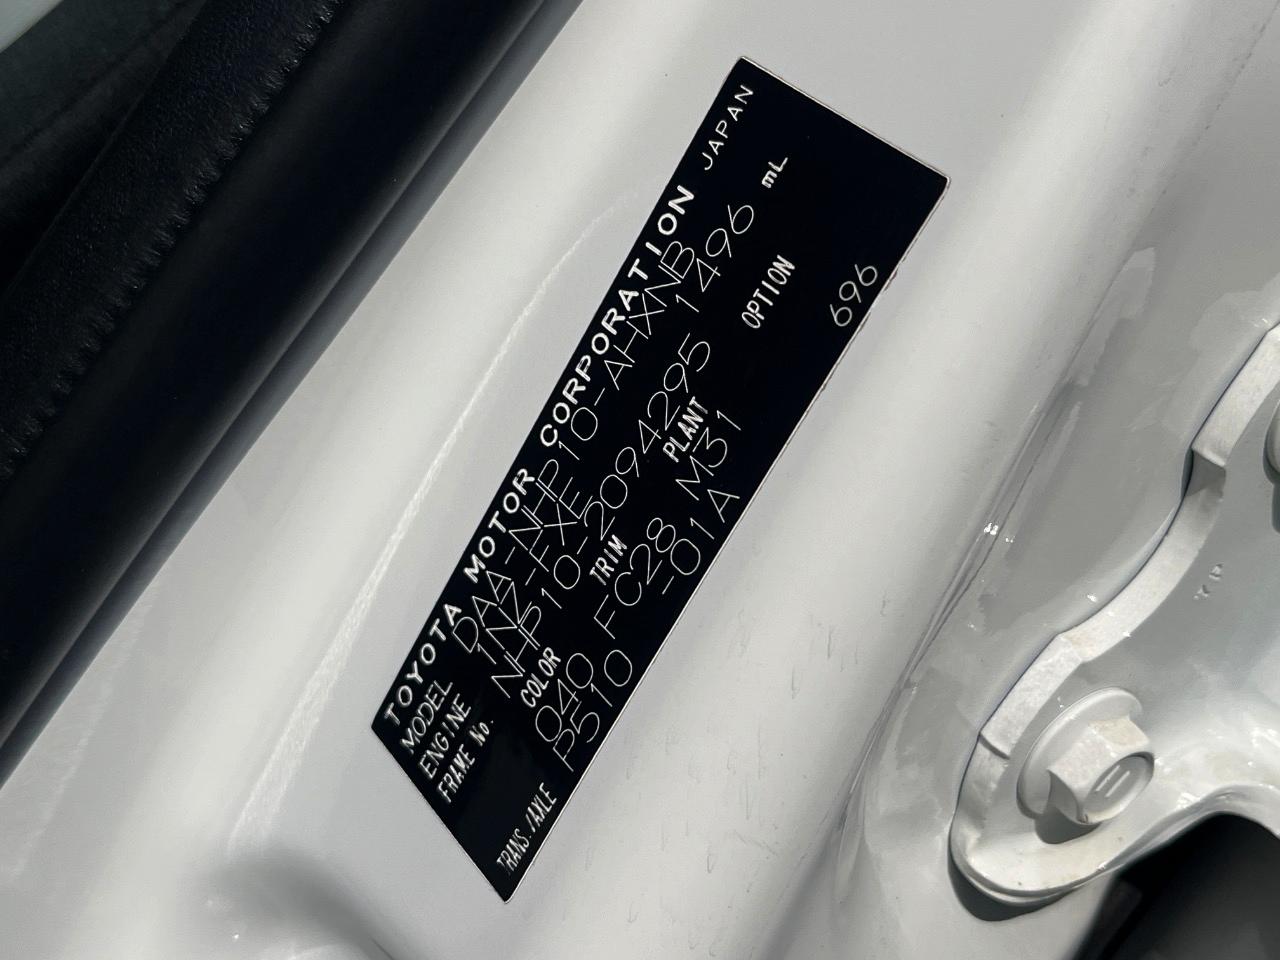 TOYOTA MOTOR CORPORATION JAPAN
MODEL DAA-NHP10-AHXNB
ENGINE 1NZ-FXE 1496 mL
FRAME No. NHP10-2094295
COLOR TRIM PLANT OPTION
040 FC28 M31
TRANS./AXLE P510 -01A 696